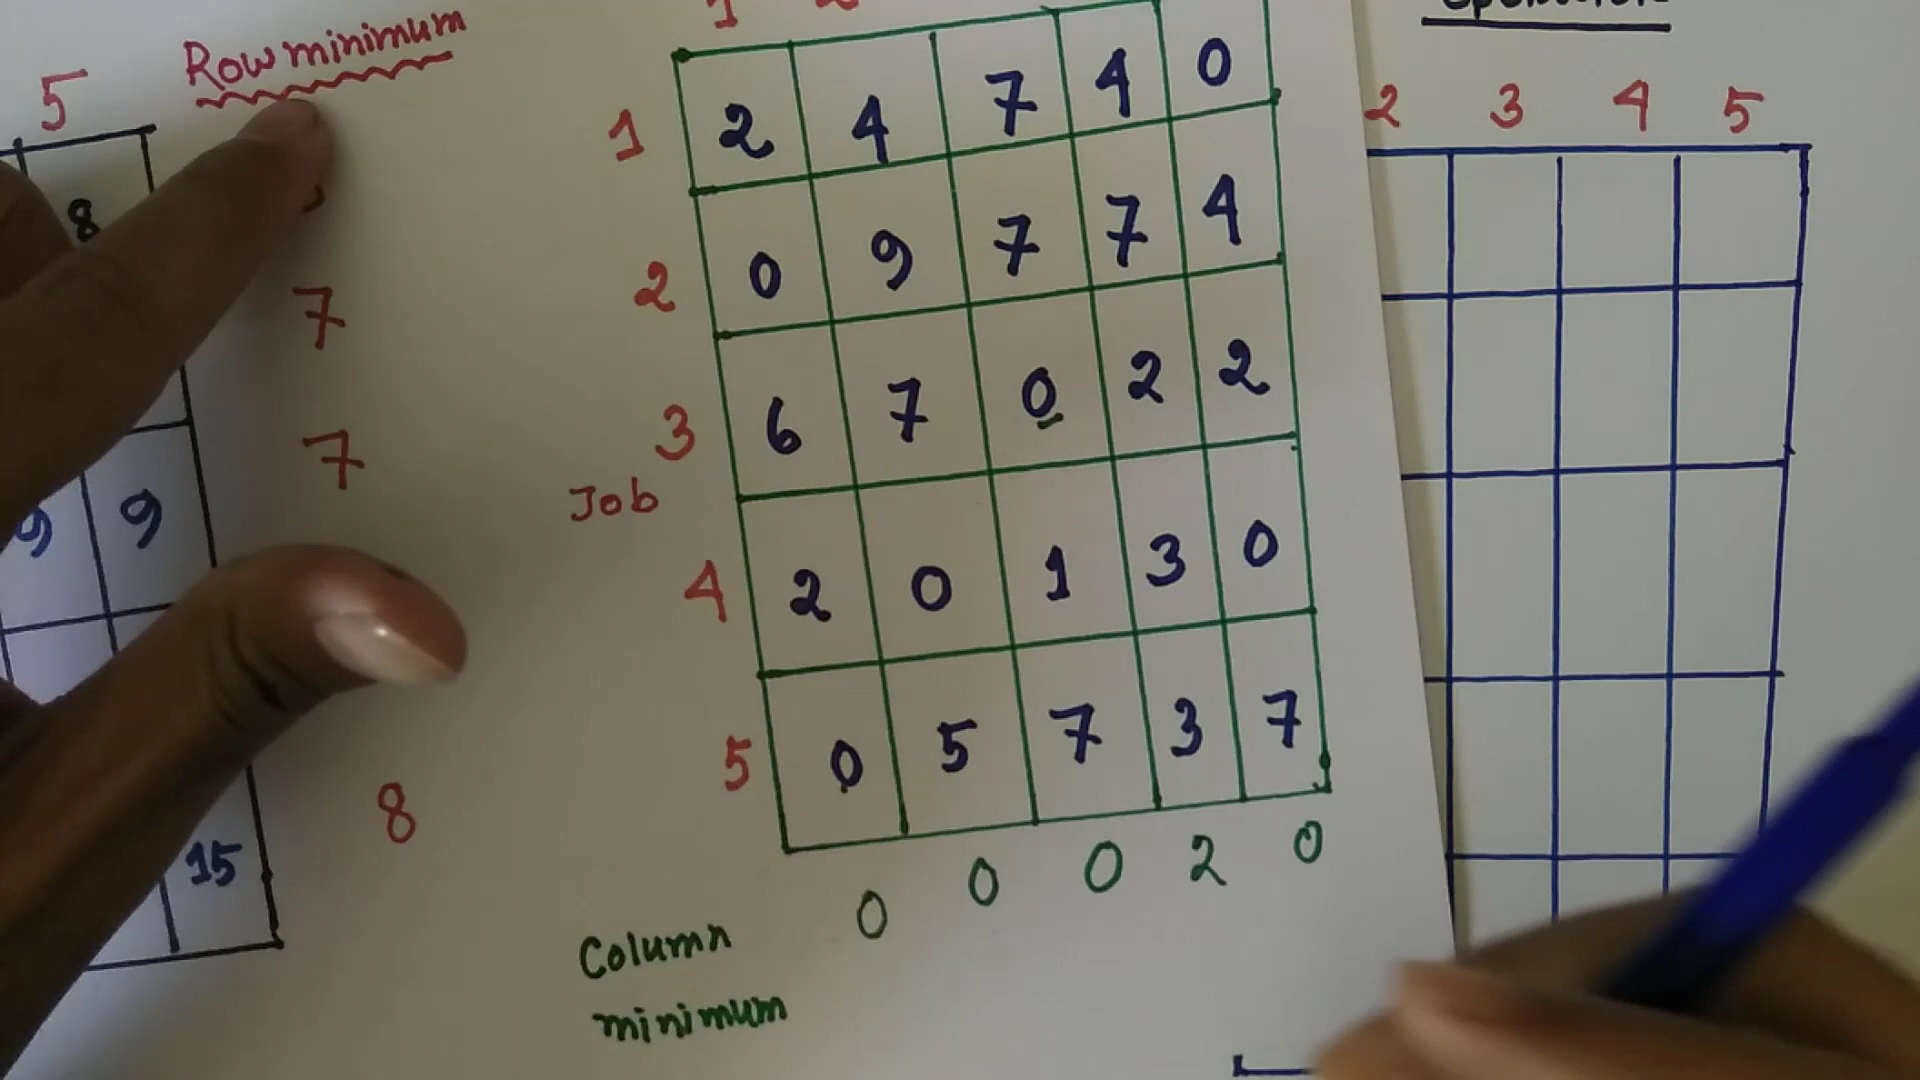 5 Row minimum
8
7
7
9 9
8
15
1
1 2 4 7 4 0
2 0 9 7 7 4
3 6 7 0 2 2
Job
4 2 0 1 3 0
5 0 5 7 3 7
0 0 0 2 0
Column
minimum
2 3 4 5